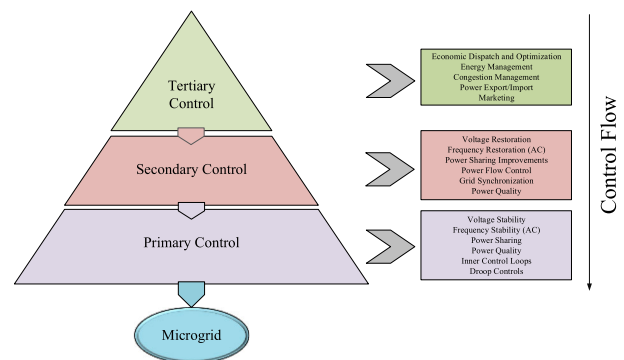 Tertiary
Control
Economic Dispatch and Optimization
Energy Management
Congestion Management
Power Export/Import
Marketing
Secondary Control
Voltage Restoration
Frequency Restoration (AC)
Power Sharing Improvements
Power Flow Control
Grid Synchronization
Power Quality
Primary Control
Voltage Stability
Frequency Stability (AC)
Power Sharing
Power Quality
Inner Control Loops
Droop Controls
Microgrid
Control Flow